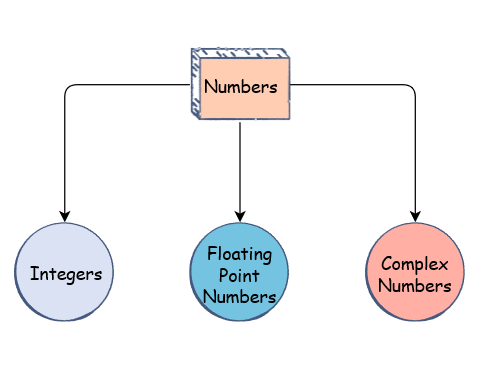 Numbers
Integers
Floating
Point
Numbers
Complex
Numbers